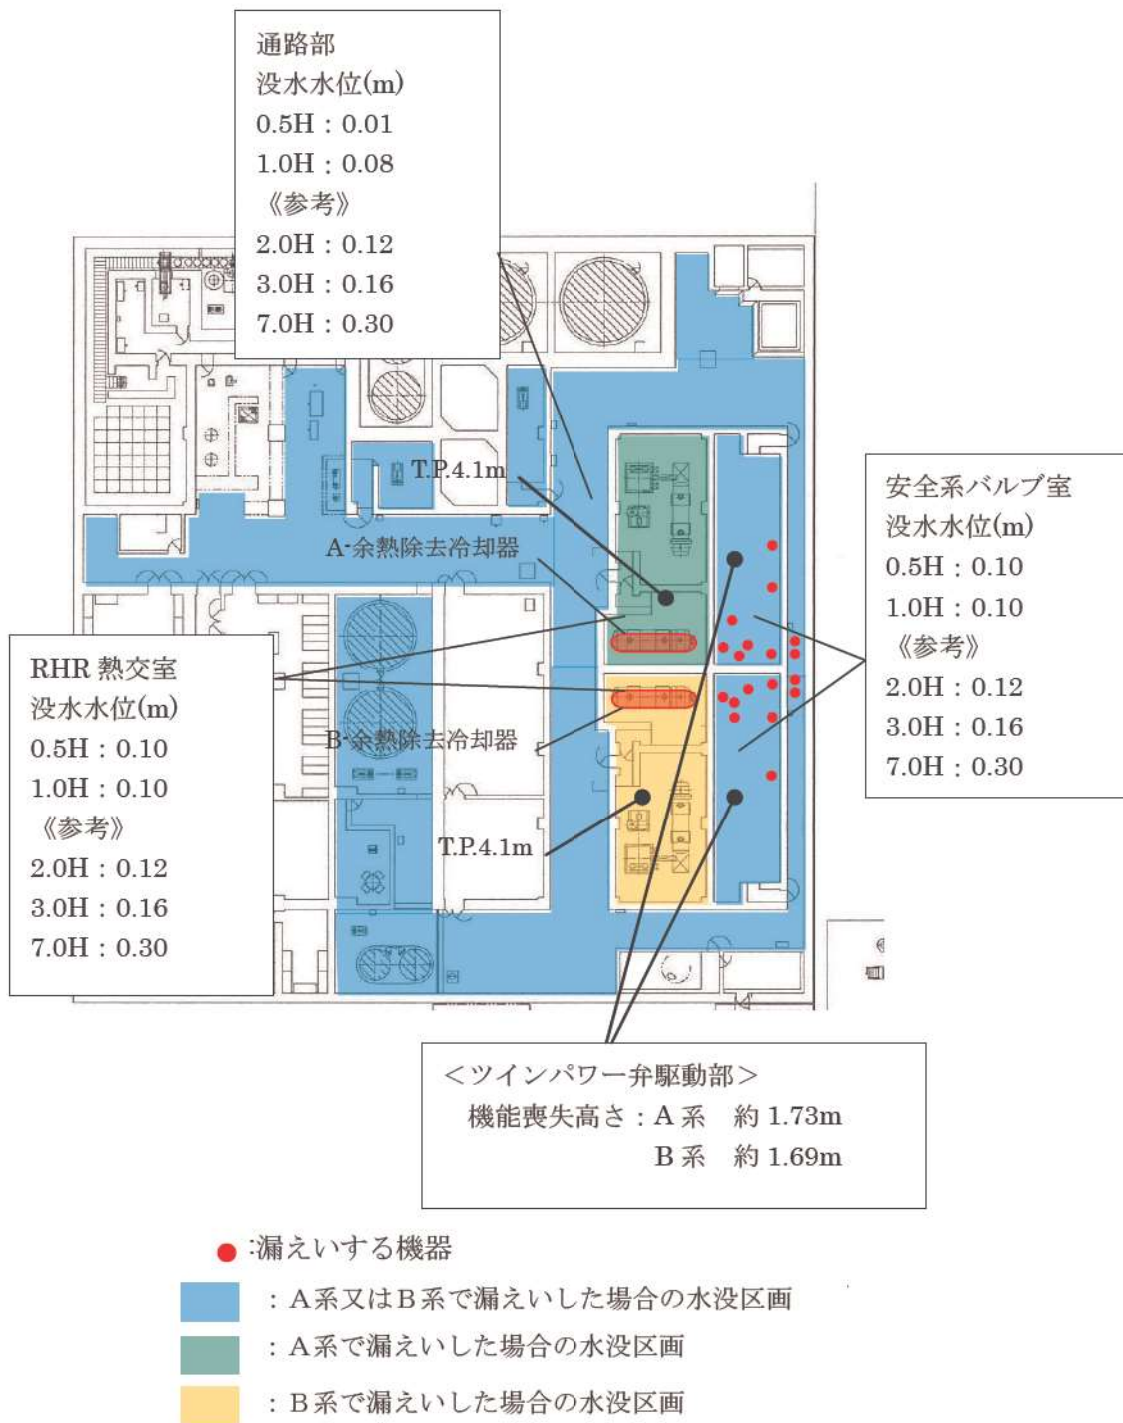 通路部
没水水位(m)
0.5H：0.01
1.0H：0.08
《参考》
2.0H：0.12
3.0H：0.16
7.0H：0.30
T.P.4.1m
A-余熱除去冷却器
安全系バルブ室
没水水位(m)
0.5H：0.10
1.0H：0.10
《参考》
2.0H：0.12
3.0H：0.16
7.0H：0.30
RHR 熱交室
没水水位(m)
0.5H：0.10
1.0H：0.10
《参考》
2.0H：0.12
3.0H：0.16
7.0H：0.30
B-余熱除去冷却器
T.P.4.1m
＜ツインパワー弁駆動部＞
機能喪失高さ：A 系　約 1.73m
B 系　約 1.69m
:漏えいする機器
：A系又はB系で漏えいした場合の水没区画
：A系で漏えいした場合の水没区画
：B系で漏えいした場合の水没区画